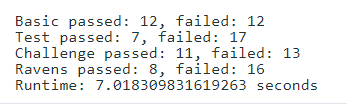 Basic passed: 12, failed: 12
Test passed: 7, failed: 17
Challenge passed: 11, failed: 13
Ravens passed: 8, failed: 16
Runtime: 7.018309831619263 seconds